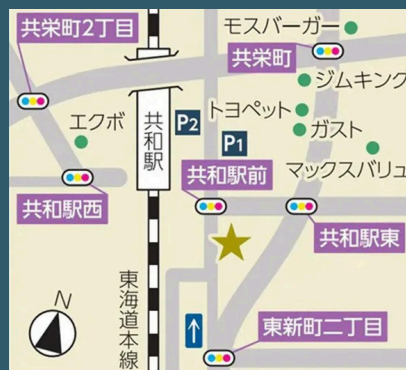 モスバーガー
共栄町2丁目
共栄町
ジムキング
トヨペット
エクボ
共和駅
P2
P1
ガスト
マックスバリュ
共和駅前
共和駅西
共和駅東
東海道本線
N
東新町二丁目